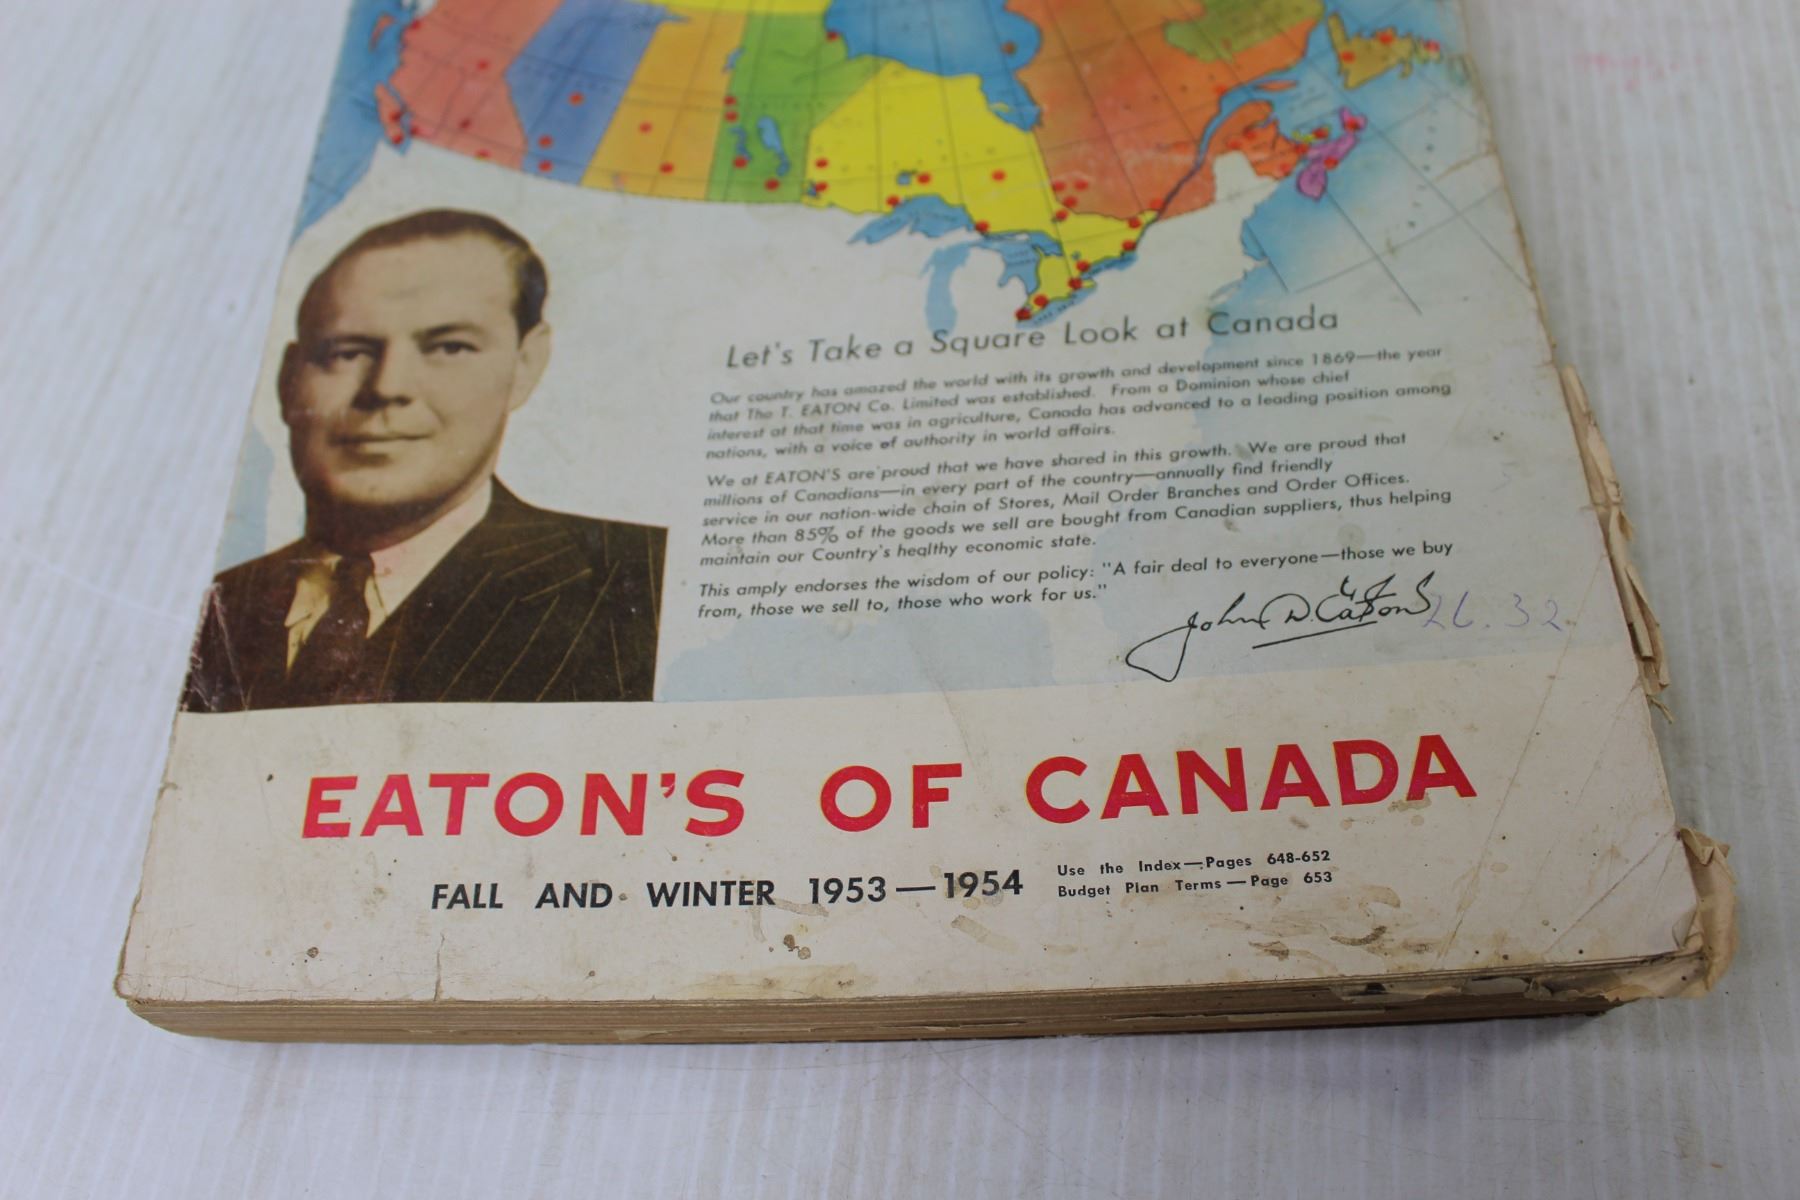 Let's Take a Square Look at Canada
Our country has amazed the world with its growth and development since 1869—the year
that The T. EATON Co. Limited was established. From a Dominion whose chief
interest at that time was in agriculture, Canada has advanced to a leading position among
nations, with a voice of authority in world affairs.
We at EATON'S are proud that we have shared in this growth. We are proud that
millions of Canadians—in every part of the country—annually find friendly
service in our nation-wide chain of Stores, Mail Order Branches and Order Offices.
More than 85% of the goods we sell are bought from Canadian suppliers, thus helping
maintain our Country's healthy economic state.
This amply endorses the wisdom of our policy: "A fair deal to everyone—those we buy
from, those we sell to, those who work for us."
John D. Eaton
26.32
EATON'S OF CANADA
FALL AND WINTER 1953—1954
Use the Index—Pages 648-652
Budget Plan Terms—Page 653